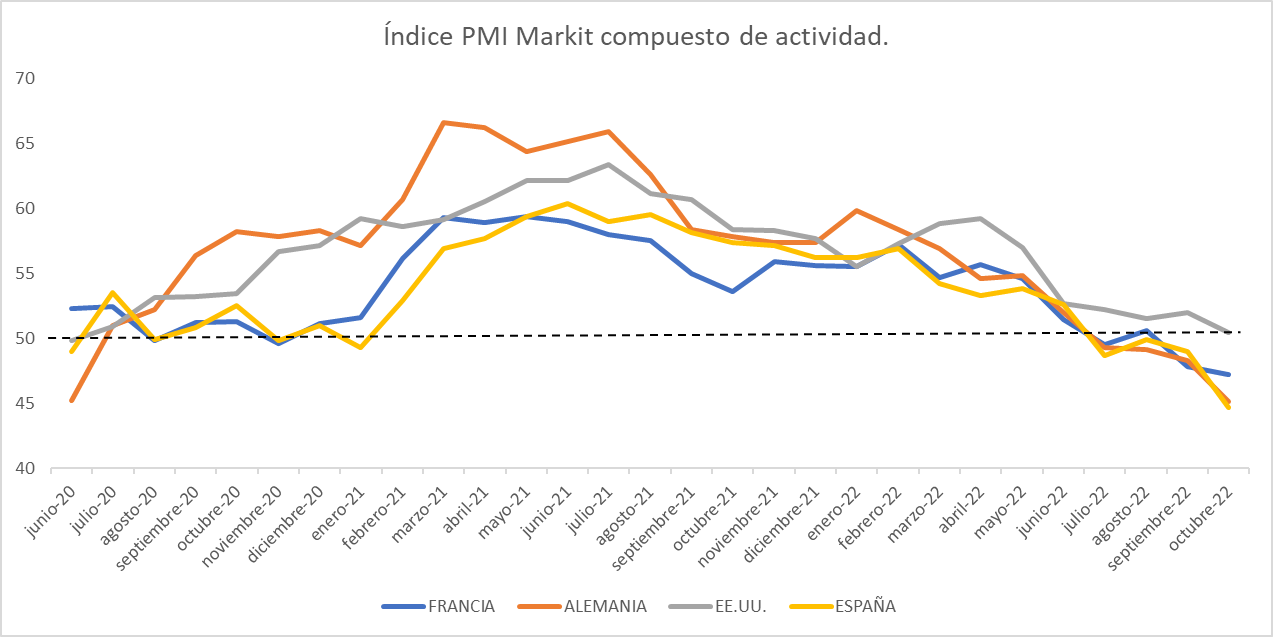 Índice PMI Markit compuesto de actividad.
70
65
60
55
50
45
40
junio-20
julio-20
agosto-20
septiembre-20
octubre-20
noviembre-20
diciembre-20
enero-21
febrero-21
marzo-21
abril-21
mayo-21
junio-21
julio-21
agosto-21
septiembre-21
octubre-21
noviembre-21
diciembre-21
enero-22
febrero-22
marzo-22
abril-22
mayo-22
junio-22
julio-22
agosto-22
septiembre-22
octubre-22
FRANCIA ALEMANIA EE.UU. ESPAÑA